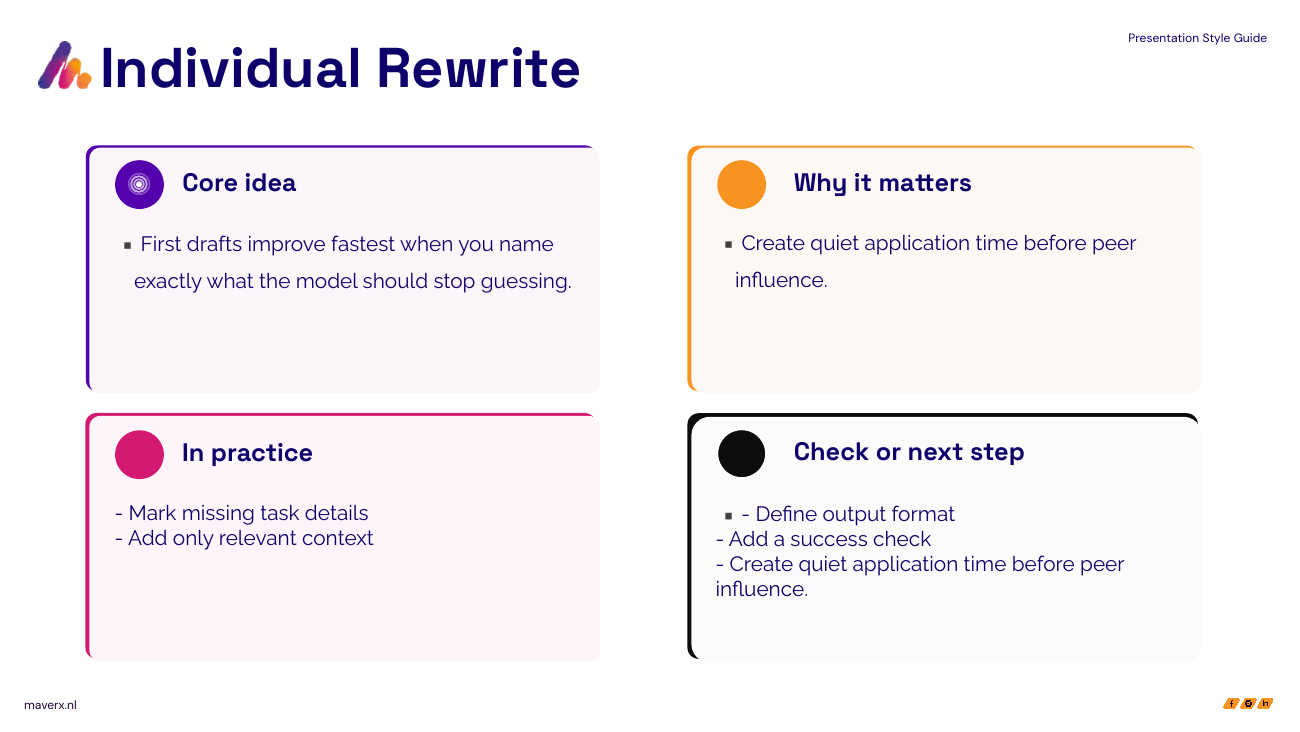 Presentation Style Guide
Individual Rewrite
Core idea
▪ First drafts improve fastest when you name
exactly what the model should stop guessing.
Why it matters
▪ Create quiet application time before peer
influence.
In practice
- Mark missing task details
- Add only relevant context
Check or next step
▪ - Define output format
- Add a success check
- Create quiet application time before peer
influence.
maverx.nl